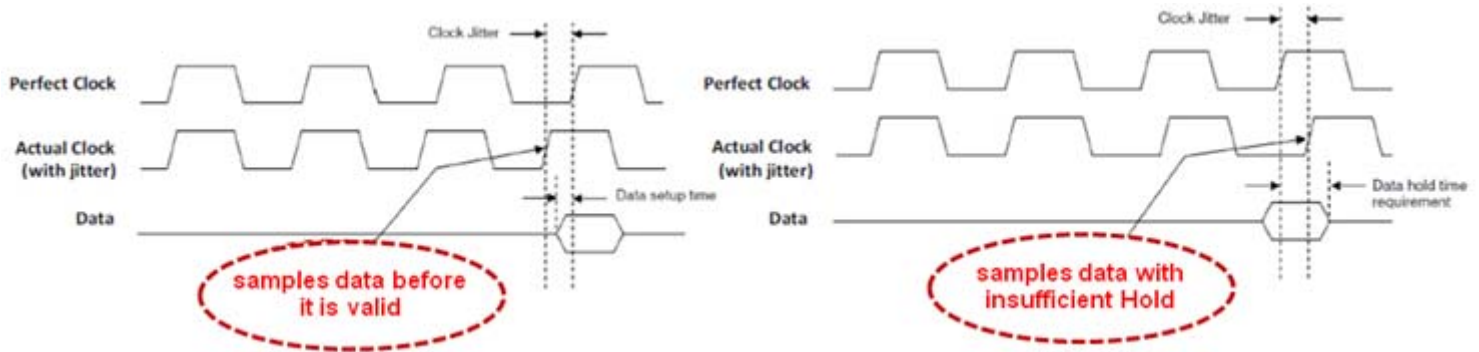 Clock Jitter
Perfect Clock
Actual Clock
(with jitter)
Data setup time
Data
samples data before
it is valid
Clock Jitter
Perfect Clock
Actual Clock
(with jitter)
Data hold time
requirement
Data
samples data with
insufficient Hold